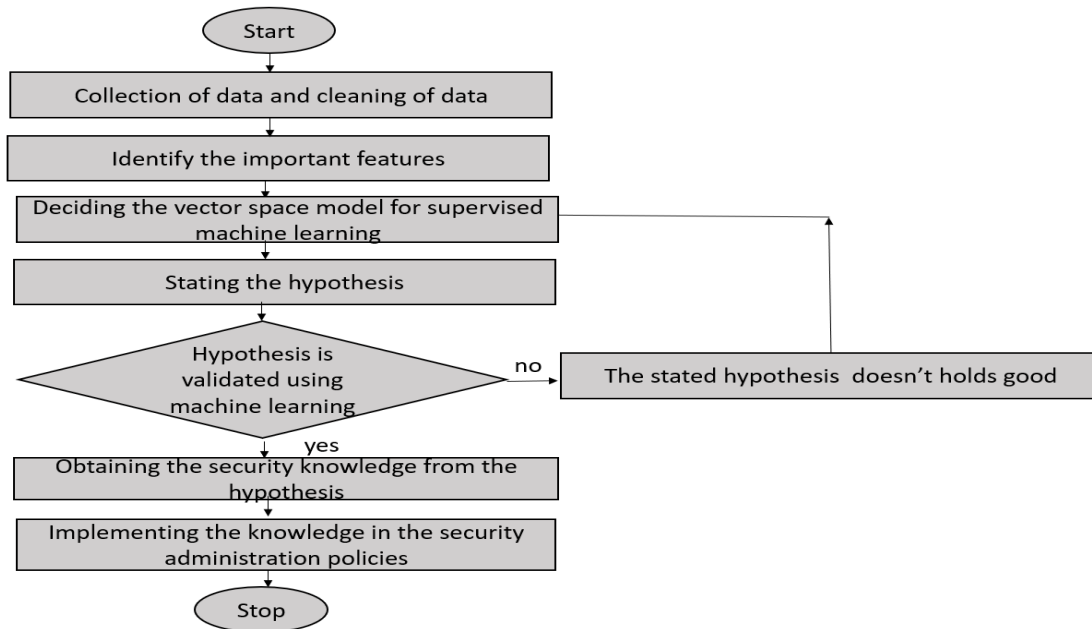 Start
Collection of data and cleaning of data
Identify the important features
Deciding the vector space model for supervised
machine learning
Stating the hypothesis
Hypothesis is
validated using
machine learning
no
The stated hypothesis  doesn't holds good
yes
Obtaining the security knowledge from the
hypothesis
Implementing the knowledge in the security
administration policies
Stop